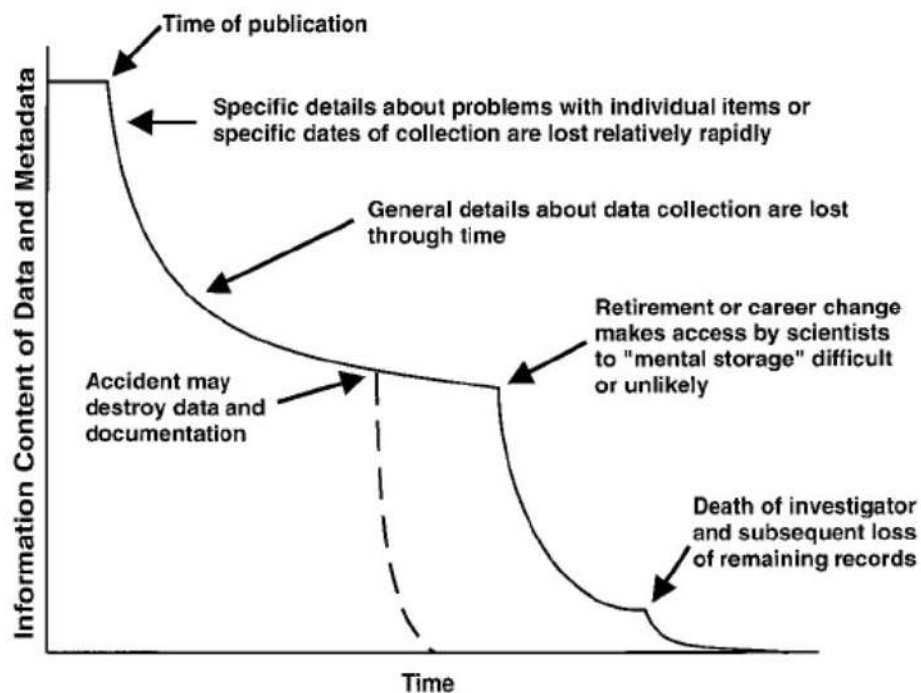 Time of publication
Specific details about problems with individual items or
specific dates of collection are lost relatively rapidly
General details about data collection are lost
through time
Retirement or career change
makes access by scientists
to "mental storage" difficult
or unlikely
Accident may
destroy data and
documentation
Death of investigator
and subsequent loss
of remaining records
Information Content of Data and Metadata
Time